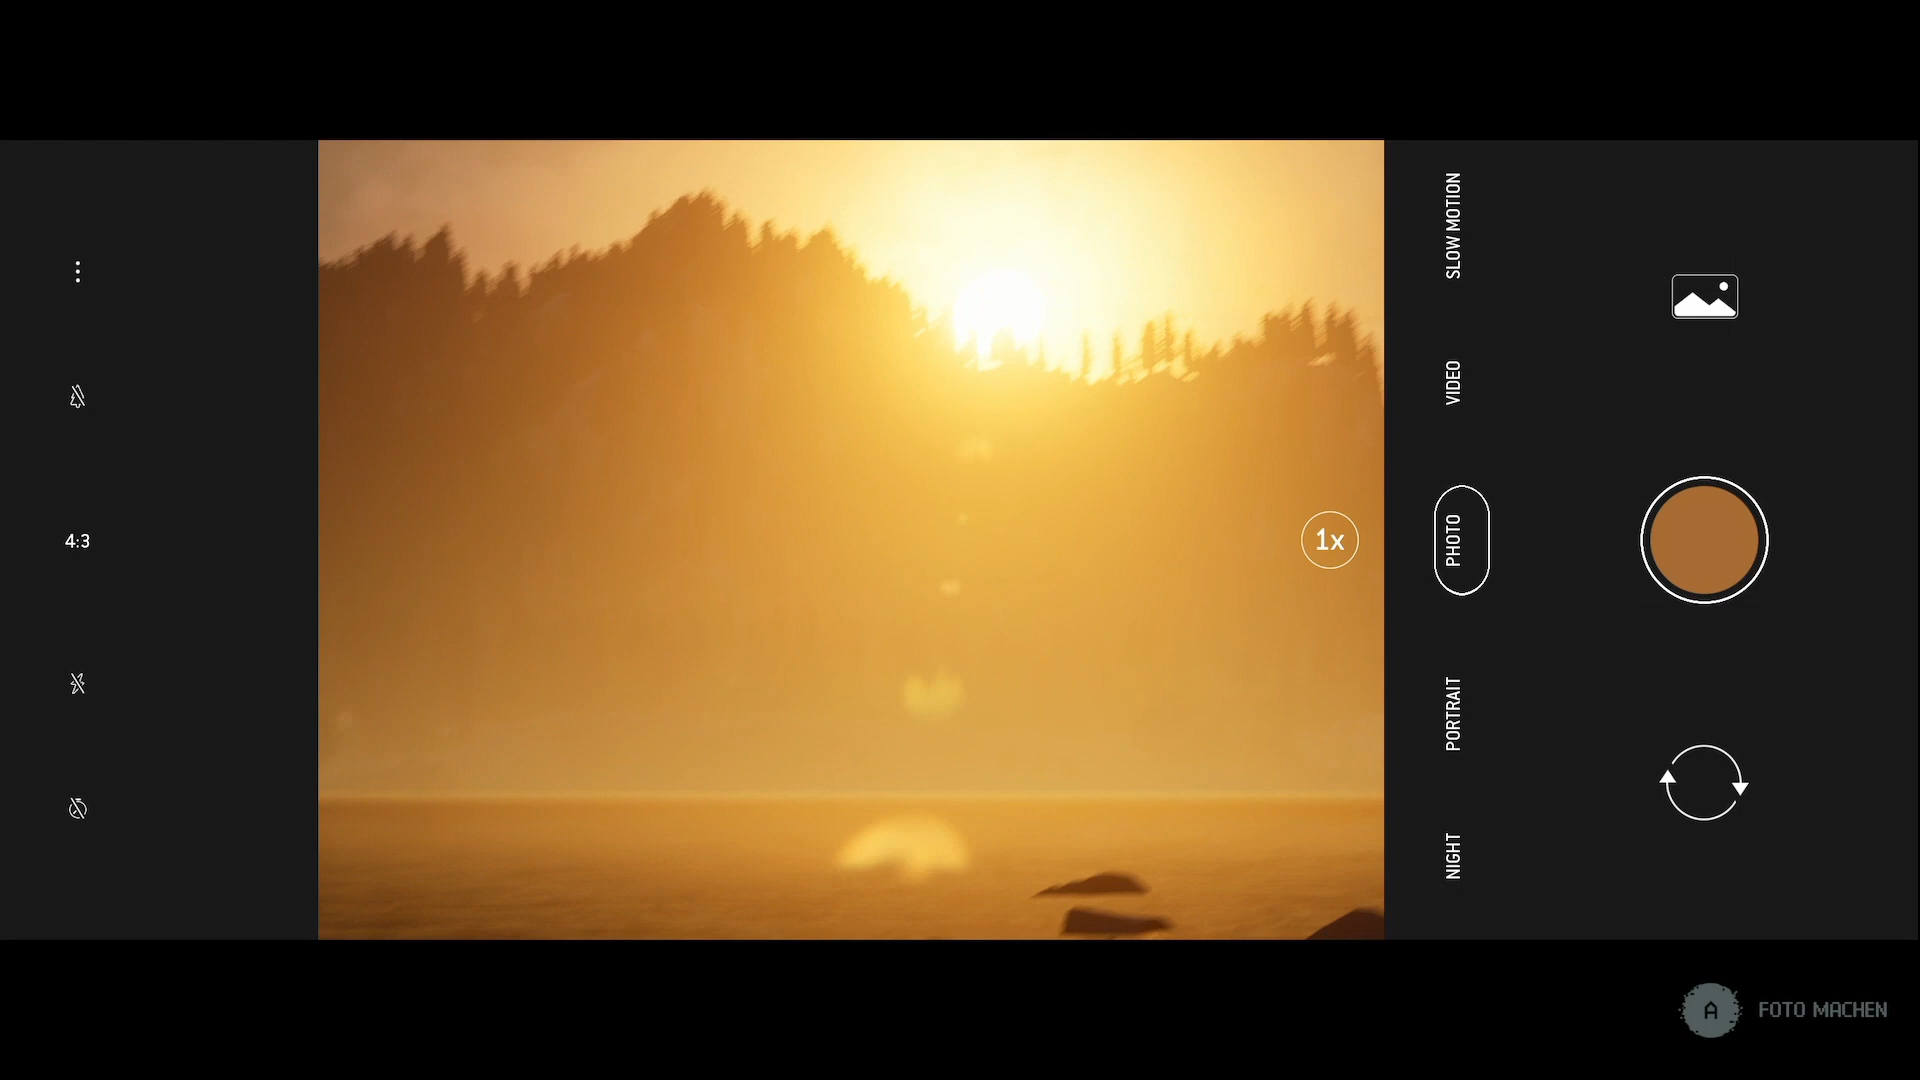 4:3
1x
SLOW MOTION
VIDEO
PHOTO
PORTRAIT
NIGHT
A FOTO MACHEN